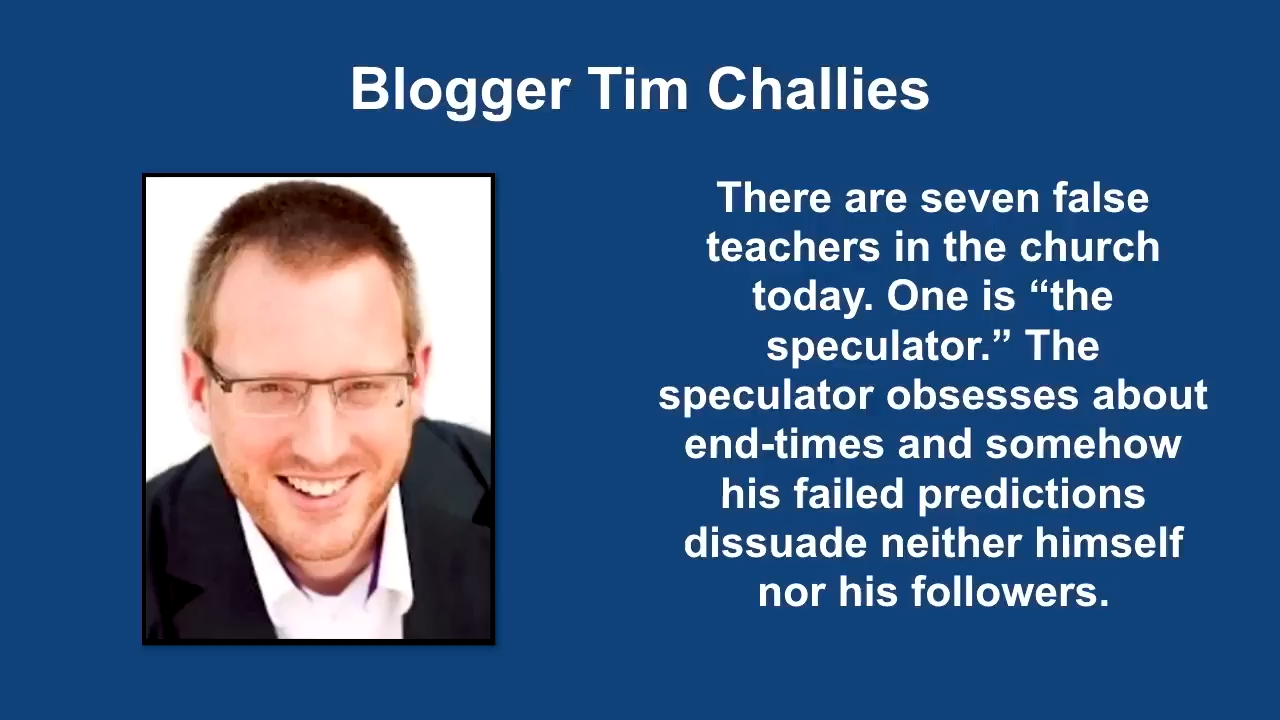 Blogger Tim Challies
There are seven false
teachers in the church
today. One is “the
speculator.” The
speculator obsesses about
end-times and somehow
his failed predictions
dissuade neither himself
nor his followers.